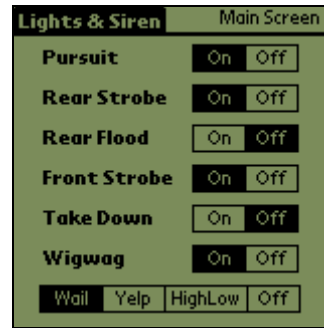 Lights & Siren Main Screen
Pursuit On Off
Rear Strobe On Off
Rear Flood On Off
Front Strobe On Off
Take Down On Off
Wigwag On Off
Wail Yelp HighLow Off